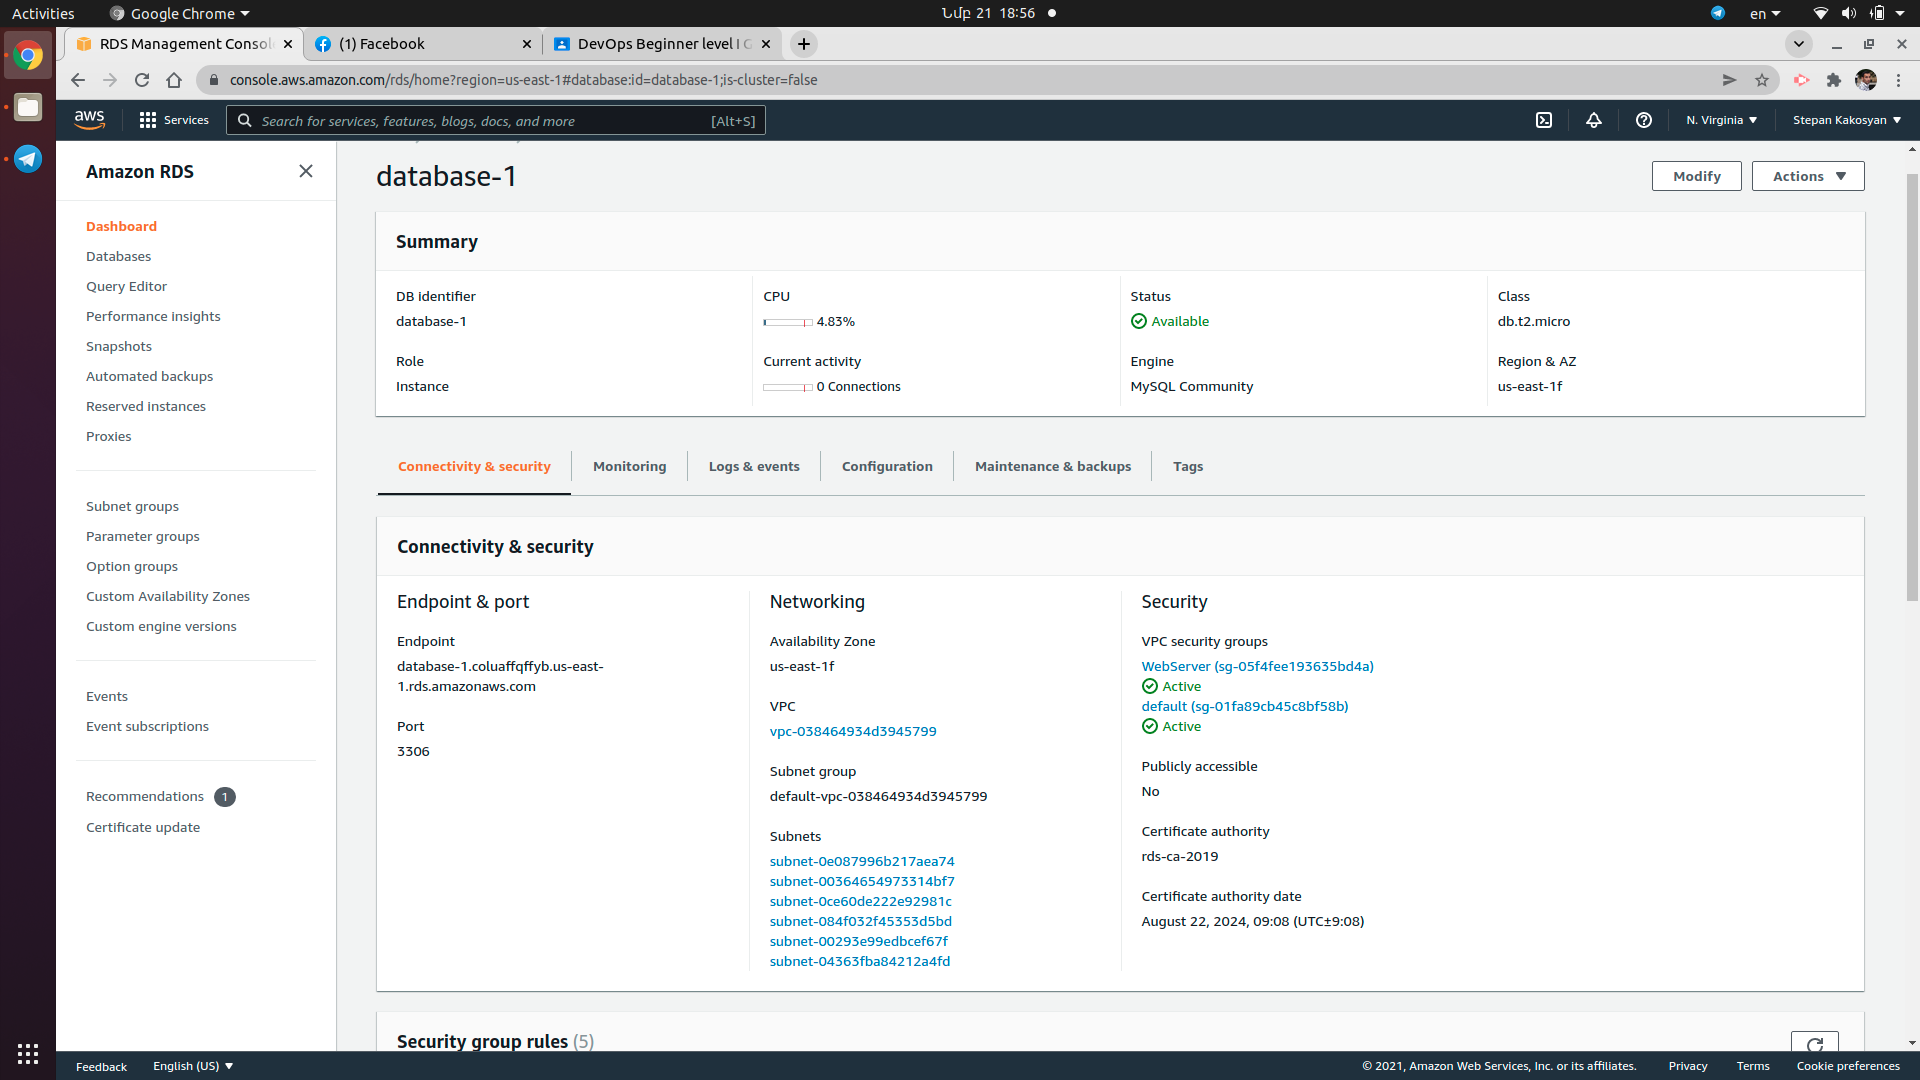 Activities
Google Chrome
Նմբ 21 18:56
en
RDS Management Consol
(1) Facebook
DevOps Beginner level I G
console.aws.amazon.com/rds/home?region=us-east-1#database:id=database-1;is-cluster=false
aws
Services
Search for services, features, blogs, docs, and more
[Alt+S]
N. Virginia
Stepan Kakosyan
Amazon RDS
Dashboard
Databases
Query Editor
Performance insights
Snapshots
Automated backups
Reserved instances
Proxies
Subnet groups
Parameter groups
Option groups
Custom Availability Zones
Custom engine versions
Events
Event subscriptions
Recommendations 1
Certificate update
database-1
Modify
Actions
Summary
DB identifier
database-1
CPU
4.83%
Status
Available
Class
db.t2.micro
Role
Instance
Current activity
0 Connections
Engine
MySQL Community
Region & AZ
us-east-1f
Connectivity & security
Monitoring
Logs & events
Configuration
Maintenance & backups
Tags
Connectivity & security
Endpoint & port
Endpoint
database-1.coluaffqffyb.us-east-
1.rds.amazonaws.com
Port
3306
Networking
Availability Zone
us-east-1f
VPC
vpc-038464934d3945799
Subnet group
default-vpc-038464934d3945799
Subnets
subnet-0e087996b217aea74
subnet-00364654973314bf7
subnet-0ce60de222e92981c
subnet-084f032f45353d5bd
subnet-00293e99edbcef67f
subnet-04363fba84212a4fd
Security
VPC security groups
WebServer (sg-05f4fee193635bd4a)
Active
default (sg-01fa89cb45c8bf58b)
Active
Publicly accessible
No
Certificate authority
rds-ca-2019
Certificate authority date
August 22, 2024, 09:08 (UTC±9:08)
Security group rules (5)
Feedback
English (US)
© 2021, Amazon Web Services, Inc. or its affiliates.
Privacy
Terms
Cookie preferences